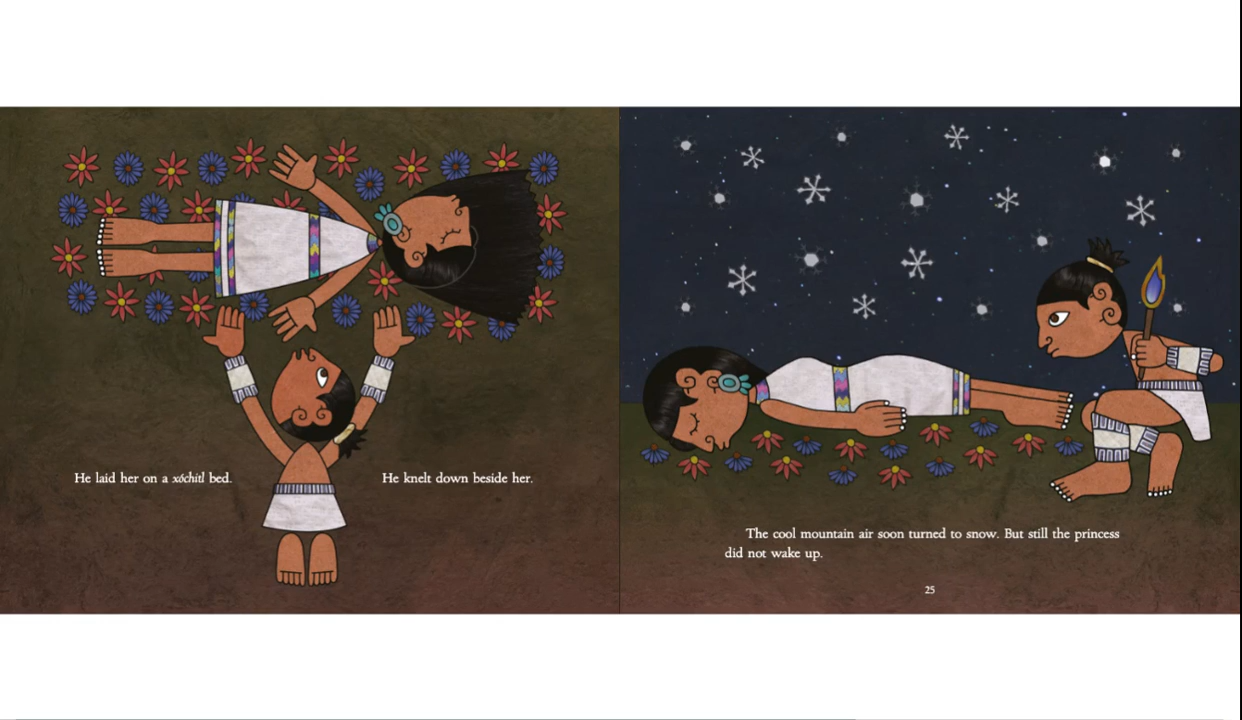 He laid her on a xóchitl bed.
He knelt down beside her.
The cool mountain air soon turned to snow. But still the princess
did not wake up.
25